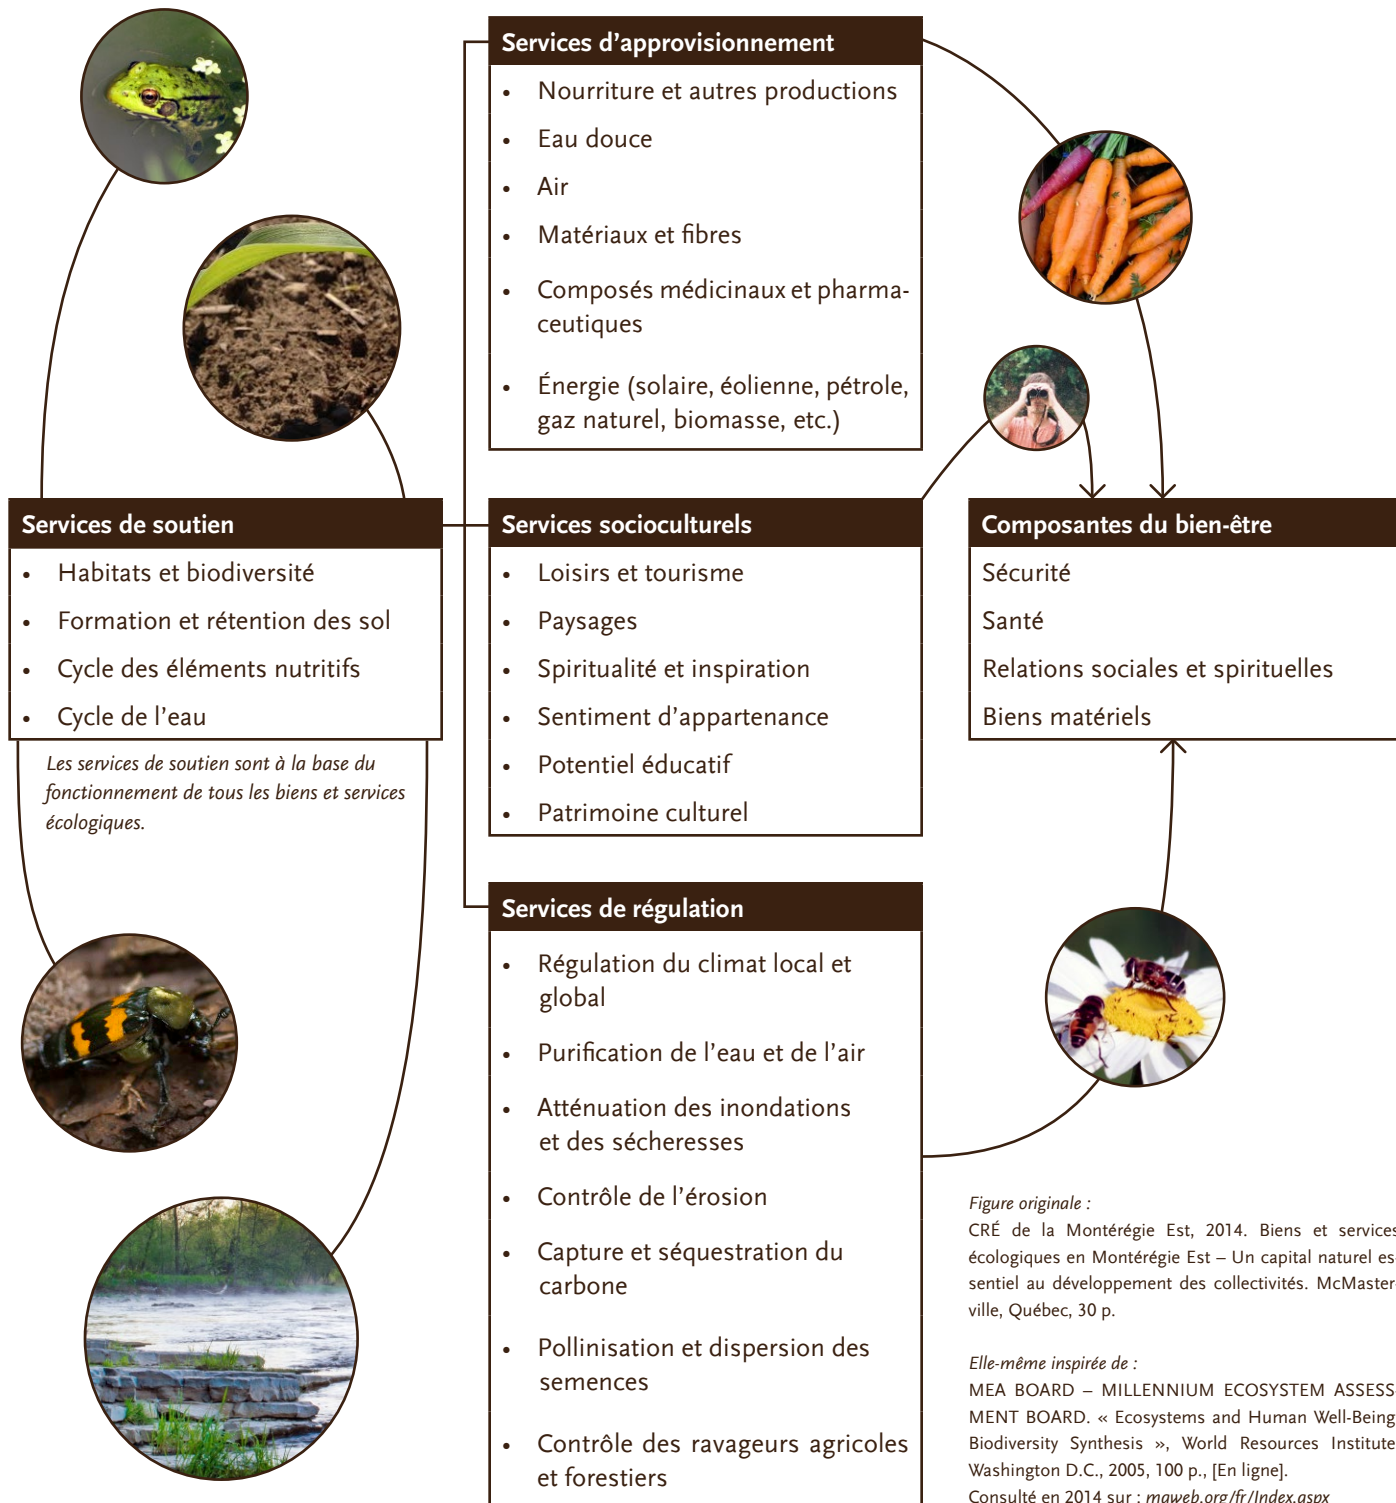 Services d’approvisionnement
• Nourriture et autres productions
• Eau douce
• Air
• Matériaux et fibres
• Composés médicinaux et pharma-
ceutiques
• Énergie (solaire, éolienne, pétrole,
gaz naturel, biomasse, etc.)
Services de soutien
• Habitats et biodiversité
• Formation et rétention des sol
• Cycle des éléments nutritifs
• Cycle de l’eau
Les services de soutien sont à la base du
fonctionnement de tous les biens et services
écologiques.
Services socioculturels
• Loisirs et tourisme
• Paysages
• Spiritualité et inspiration
• Sentiment d’appartenance
• Potentiel éducatif
• Patrimoine culturel
Composantes du bien-être
Sécurité
Santé
Relations sociales et spirituelles
Biens matériels
Services de régulation
• Régulation du climat local et
global
• Purification de l’eau et de l’air
• Atténuation des inondations
et des sécheresses
• Contrôle de l’érosion
• Capture et séquestration du
carbone
• Pollinisation et dispersion des
semences
• Contrôle des ravageurs agricoles
et forestiers
Figure originale :
CRÉ de la Montérégie Est, 2014. Biens et services
écologiques en Montérégie Est – Un capital naturel es-
sentiel au développement des collectivités. McMaster-
ville, Québec, 30 p.
Elle-même inspirée de :
MEA BOARD – MILLENNIUM ECOSYSTEM ASSESS-
MENT BOARD. « Ecosystems and Human Well-Being
Biodiversity Synthesis », World Resources Institute
Washington D.C., 2005, 100 p., [En ligne].
Consulté en 2014 sur : maweb.org/fr/Index.aspx